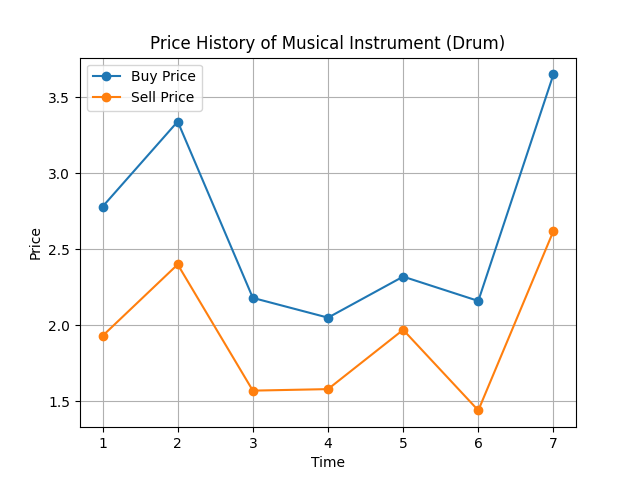 Price History of Musical Instrument (Drum)
Buy Price
Sell Price
3.5
3.0
2.5
2.0
1.5
Price
1 2 3 4 5 6 7
Time